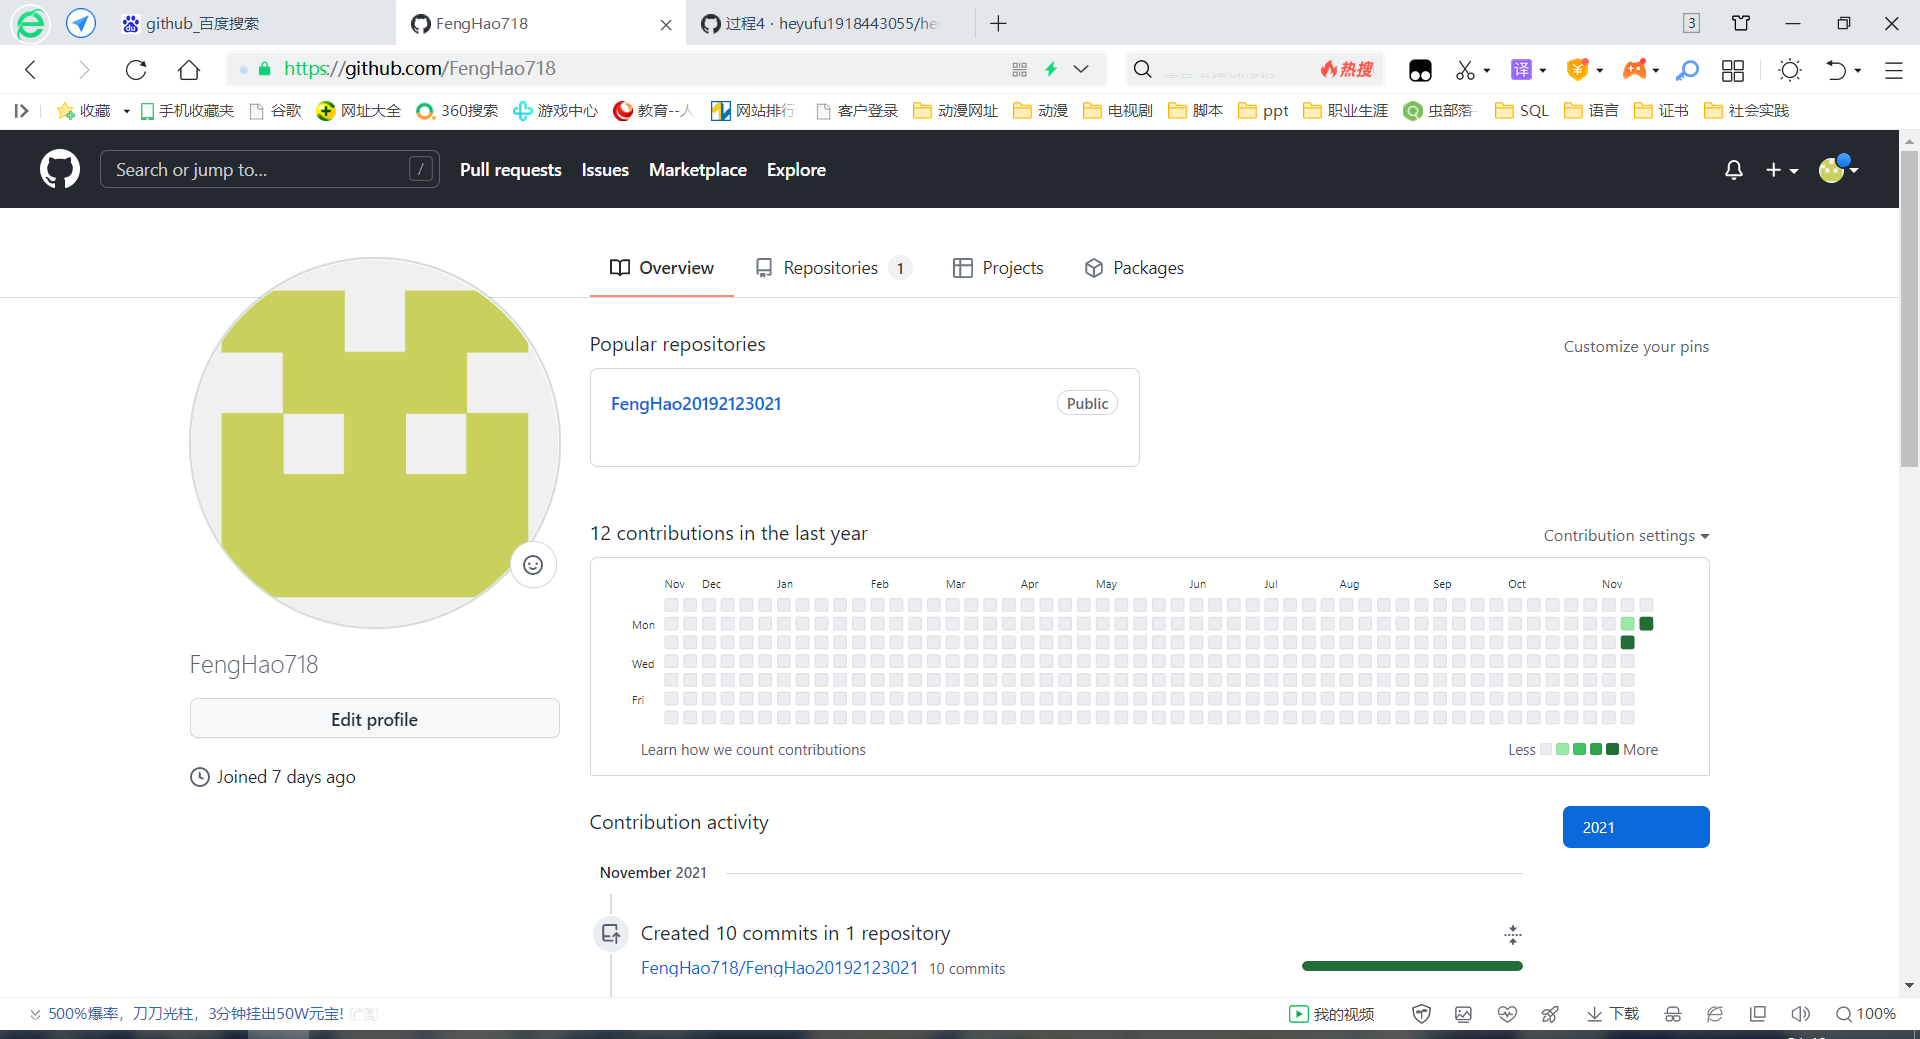 github_百度搜索
FengHao718
过程4 · heyufu1918443055/he
3
https://github.com/FengHao718
热搜
译
收藏
手机收藏夹
谷歌
网址大全
360搜索
游戏中心
教育--人
网站排行
客户登录
动漫网址
动漫
电视剧
脚本
ppt
职业生涯
虫部落-
SQL
语言
证书
社会实践
Search or jump to...
/
Pull requests
Issues
Marketplace
Explore
Overview
Repositories 1
Projects
Packages
Popular repositories
Customize your pins
FengHao20192123021
Public
12 contributions in the last year
Contribution settings
Nov Dec Jan Feb Mar Apr May Jun Jul Aug Sep Oct Nov
Mon
Wed
Fri
Learn how we count contributions
Less
More
FengHao718
Edit profile
Joined 7 days ago
Contribution activity
2021
November 2021
Created 10 commits in 1 repository
FengHao718/FengHao20192123021 10 commits
500%爆率，刀刀光柱，3分钟挂出50W元宝! 广告
我的视频
下载
100%